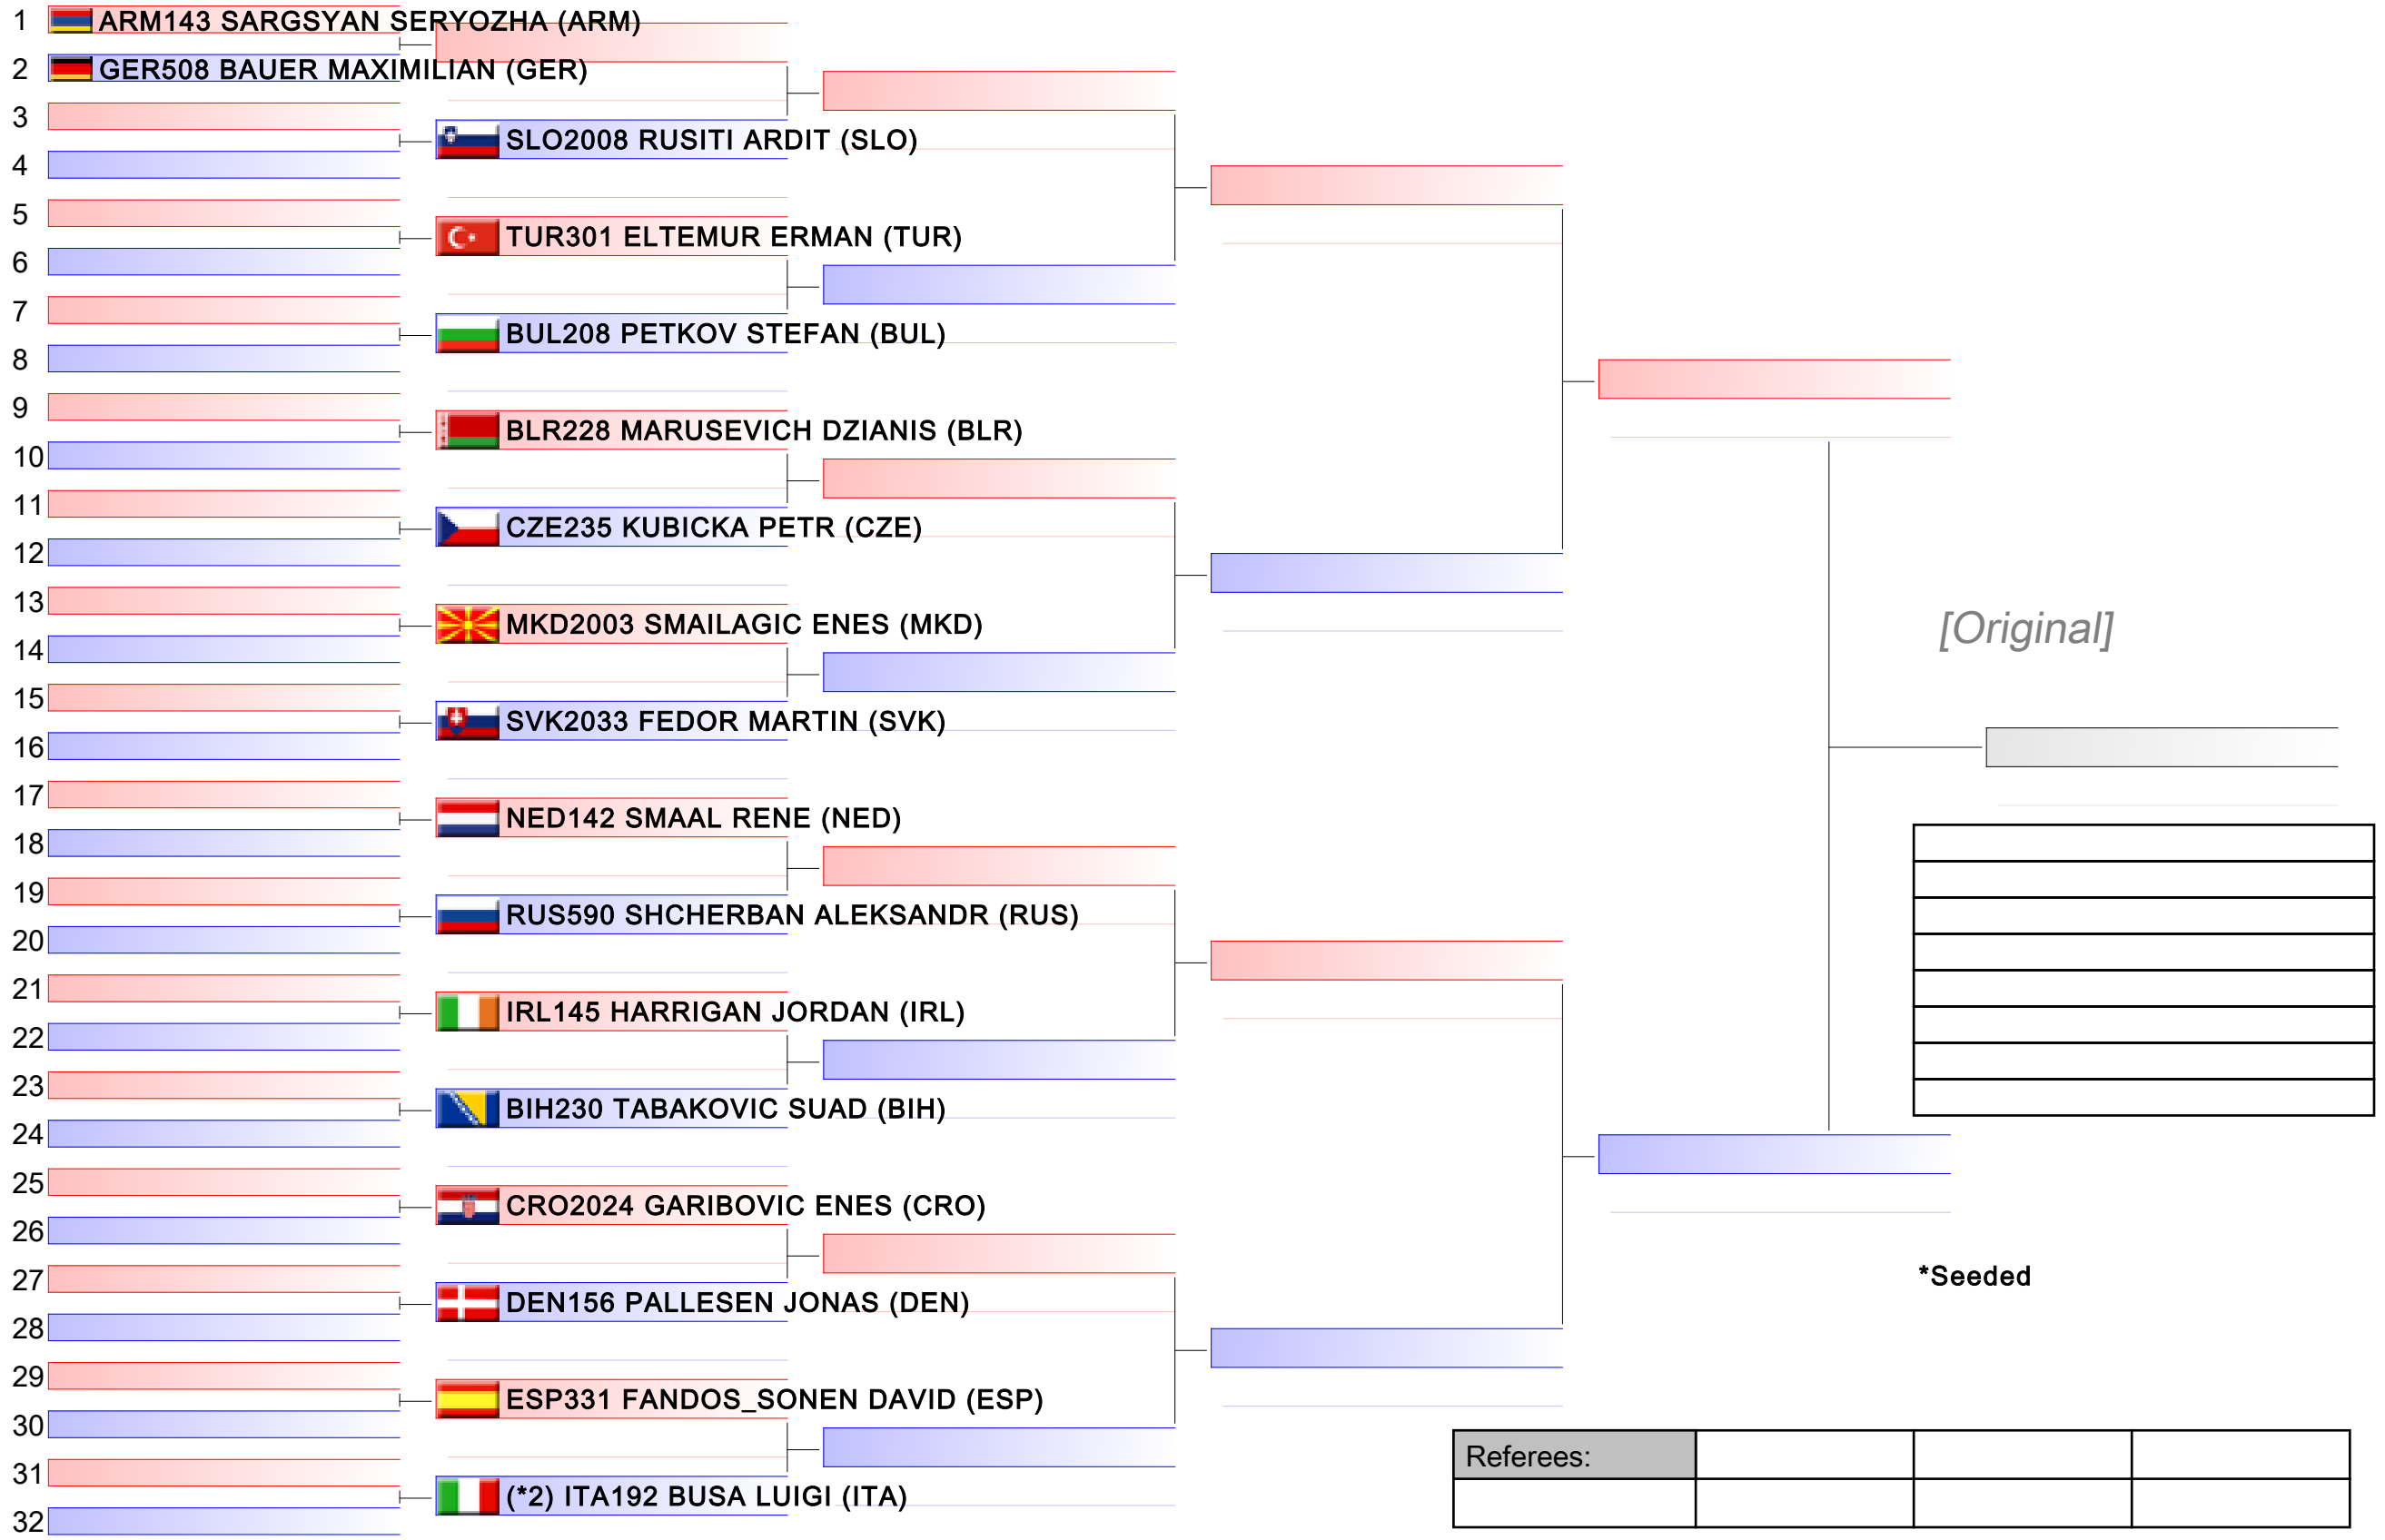 1 ARM143 SARGSYAN SERYOZHA (ARM)
2 GER508 BAUER MAXIMILIAN (GER)
3
SLO2008 RUSITI ARDIT (SLO)
4
5
TUR301 ELTEMUR ERMAN (TUR)
6
7
BUL208 PETKOV STEFAN (BUL)
8
9
BLR228 MARUSEVICH DZIANIS (BLR)
10
11
CZE235 KUBICKA PETR (CZE)
12
13
MKD2003 SMAILAGIC ENES (MKD)
[Original]
14
15
SVK2033 FEDOR MARTIN (SVK)
16
17
NED142 SMAAL RENE (NED)
18
19
RUS590 SHCHERBAN ALEKSANDR (RUS)
20
21
IRL145 HARRIGAN JORDAN (IRL)
22
23
BIH230 TABAKOVIC SUAD (BIH)
24
25
CRO2024 GARIBOVIC ENES (CRO)
26
27
*Seeded
DEN156 PALLESEN JONAS (DEN)
28
29
ESP331 FANDOS_SONEN DAVID (ESP)
30
Referees:
31
(*2) ITA192 BUSA LUIGI (ITA)
32